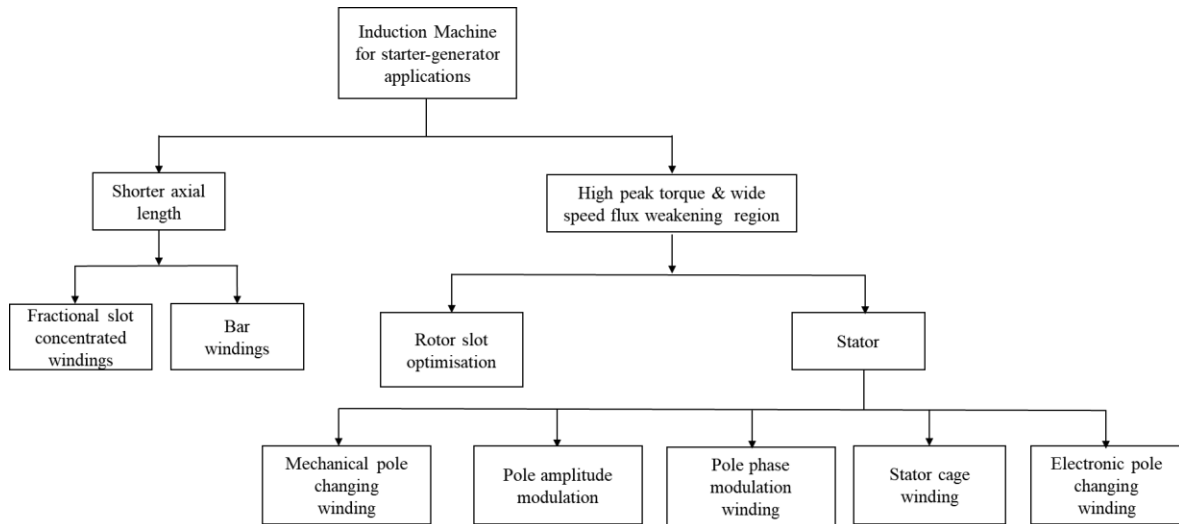 Induction Machine
for starter-generator
applications
Shorter axial
length
High peak torque & wide
speed flux weakening region
Fractional slot
concentrated
windings
Bar
windings
Rotor slot
optimisation
Stator
Mechanical pole
changing
winding
Pole amplitude
modulation
Pole phase
modulation
winding
Stator cage
winding
Electronic pole
changing
winding